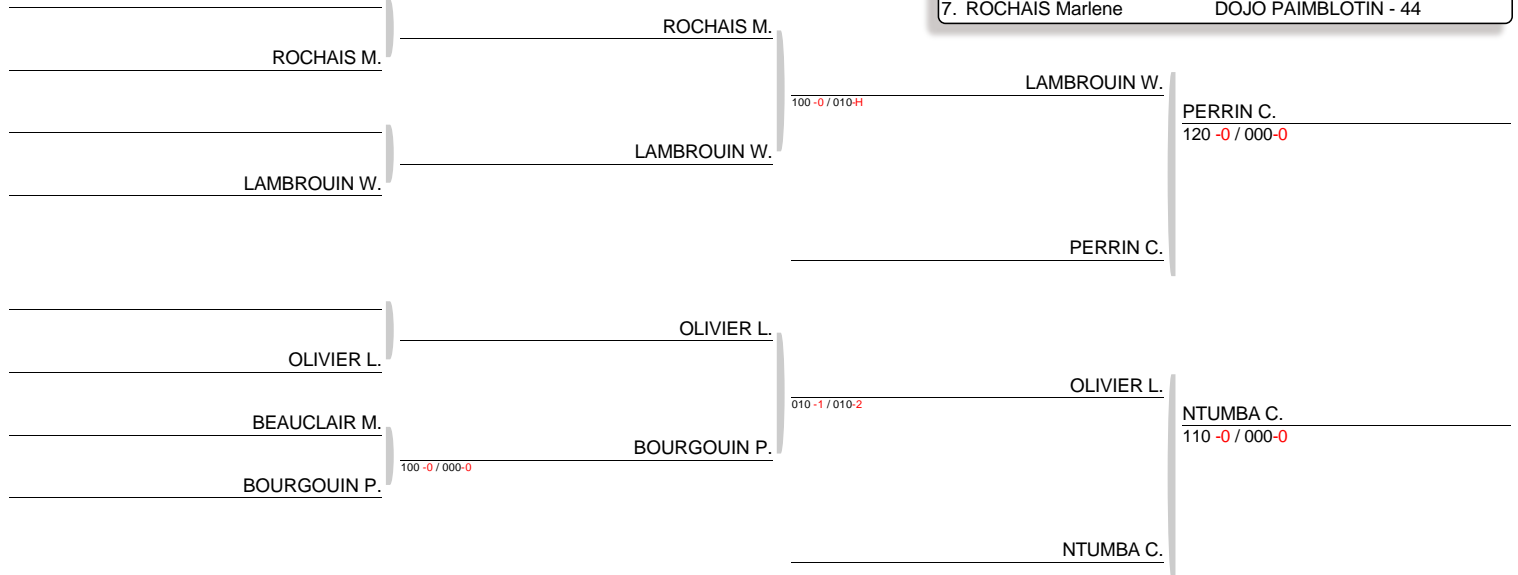 7. ROCHAIS Marlene DOJO PAIMBLOTIN - 44
ROCHAIS M.
ROCHAIS M.
LAMBROUIN W.
100 -0 / 010-H
PERRIN C.
120 -0 / 000-0
LAMBROUIN W.
LAMBROUIN W.
PERRIN C.
OLIVIER L.
OLIVIER L.
OLIVIER L.
010 -1 / 010-2
NTUMBA C.
110 -0 / 000-0
BEAUCLAIR M.
BOURGOUIN P.
100 -0 / 000-0
BOURGOUIN P.
NTUMBA C.